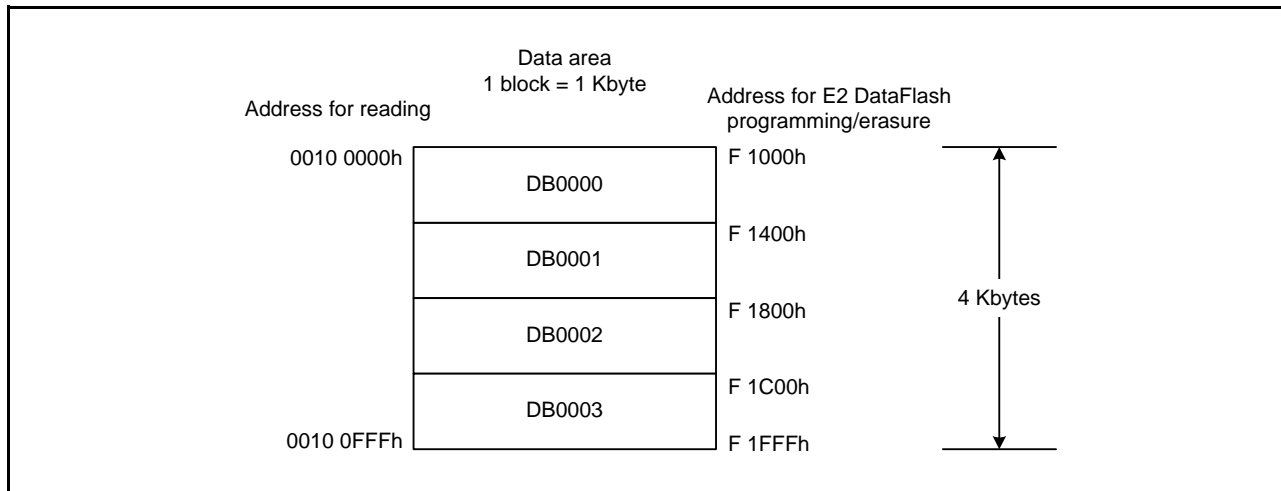 Data area
1 block = 1 Kbyte
Address for reading
Address for E2 DataFlash
programming/erasure
0010 0000h
F 1000h
DB0000
F 1400h
DB0001
4 Kbytes
F 1800h
DB0002
F 1C00h
DB0003
0010 0FFFh
F 1FFFh